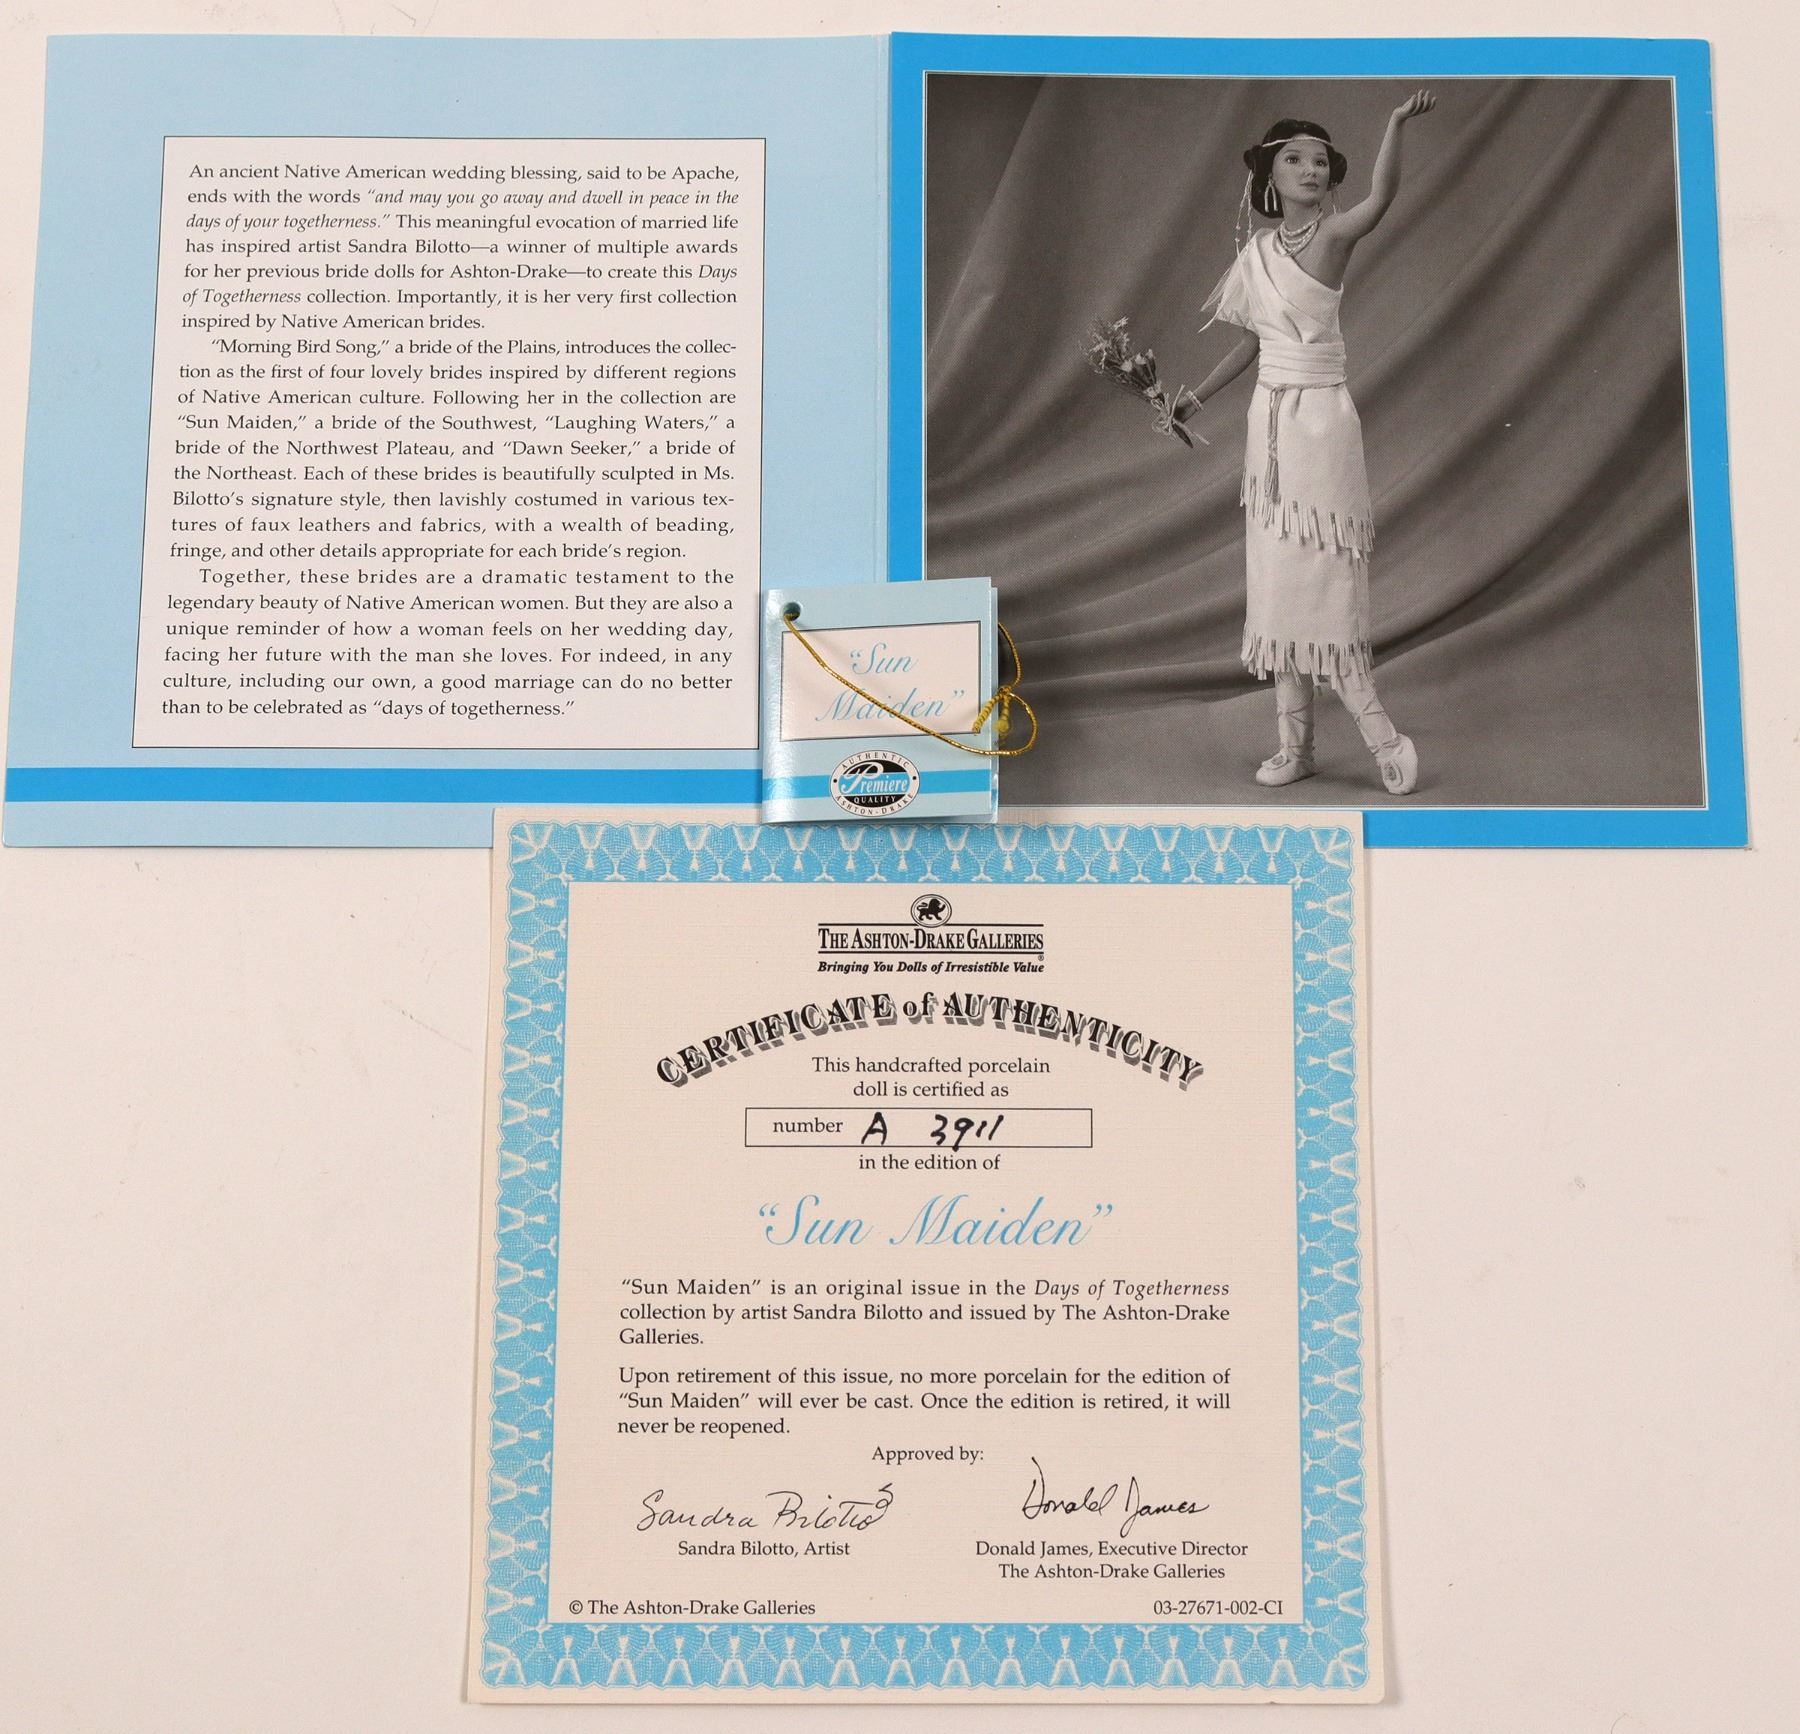 An ancient Native American wedding blessing, said to be Apache,
ends with the words “and may you go away and dwell in peace in the
days of your togetherness.” This meaningful evocation of married life
has inspired artist Sandra Bilotto—a winner of multiple awards
for her previous bride dolls for Ashton-Drake—to create this Days
of Togetherness collection. Importantly, it is her very first collection
inspired by Native American brides.
“Morning Bird Song,” a bride of the Plains, introduces the collec-
tion as the first of four lovely brides inspired by different regions
of Native American culture. Following her in the collection are
“Sun Maiden,” a bride of the Southwest, “Laughing Waters,” a
bride of the Northwest Plateau, and “Dawn Seeker,” a bride of
the Northeast. Each of these brides is beautifully sculpted in Ms.
Bilotto’s signature style, then lavishly costumed in various tex-
tures of faux leathers and fabrics, with a wealth of beading,
fringe, and other details appropriate for each bride’s region.
Together, these brides are a dramatic testament to the
legendary beauty of Native American women. But they are also a
unique reminder of how a woman feels on her wedding day,
facing her future with the man she loves. For indeed, in any
culture, including our own, a good marriage can do no better
than to be celebrated as “days of togetherness.”
“Sun
Maiden”
AUTHENTIC
Premiere
QUALITY
ASHTON-DRAKE
THE ASHTON-DRAKE GALLERIES®
Bringing You Dolls of Irresistible Value
CERTIFICATE of AUTHENTICITY
This handcrafted porcelain
doll is certified as
number A 3911
in the edition of
“Sun Maiden”
“Sun Maiden” is an original issue in the Days of Togetherness
collection by artist Sandra Bilotto and issued by The Ashton-Drake
Galleries.
Upon retirement of this issue, no more porcelain for the edition of
“Sun Maiden” will ever be cast. Once the edition is retired, it will
never be reopened.
Approved by:
Sandra Bilotto Donald James
Sandra Bilotto, Artist Donald James, Executive Director
The Ashton-Drake Galleries
© The Ashton-Drake Galleries 03-27671-002-CI